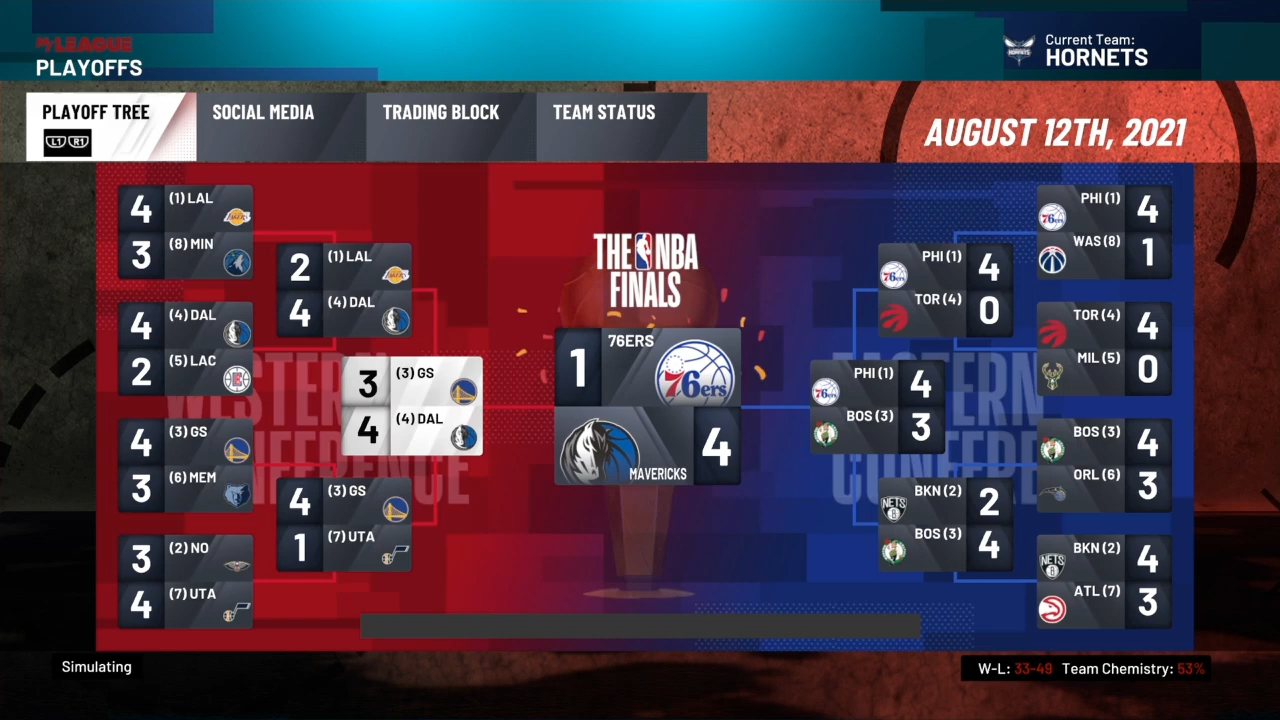 MyLEAGUE
PLAYOFFS
Current Team:
HORNETS
PLAYOFF TREE
L1 R1
SOCIAL MEDIA
TRADING BLOCK
TEAM STATUS
AUGUST 12TH, 2021
4 (1) LAL
3 (8) MIN
4 (4) DAL
2 (5) LAC
4 (3) GS
3 (6) MEM
3 (2) NO
4 (7) UTA
2 (1) LAL
4 (4) DAL
4 (3) GS
1 (7) UTA
3 (3) GS
4 (4) DAL
WESTERN
CONFERENCE
THE NBA
FINALS
1 76ERS
76ers
MAVERICKS 4
EASTERN
CONFERENCE
PHI (1) 4
BOS (3) 3
PHI (1) 4
TOR (4) 0
BKN (2) 2
BOS (3) 4
PHI (1) 4
WAS (8) 1
TOR (4) 4
MIL (5) 0
BOS (3) 4
ORL (6) 3
BKN (2) 4
ATL (7) 3
Simulating
W-L: 33-49 Team Chemistry: 53%